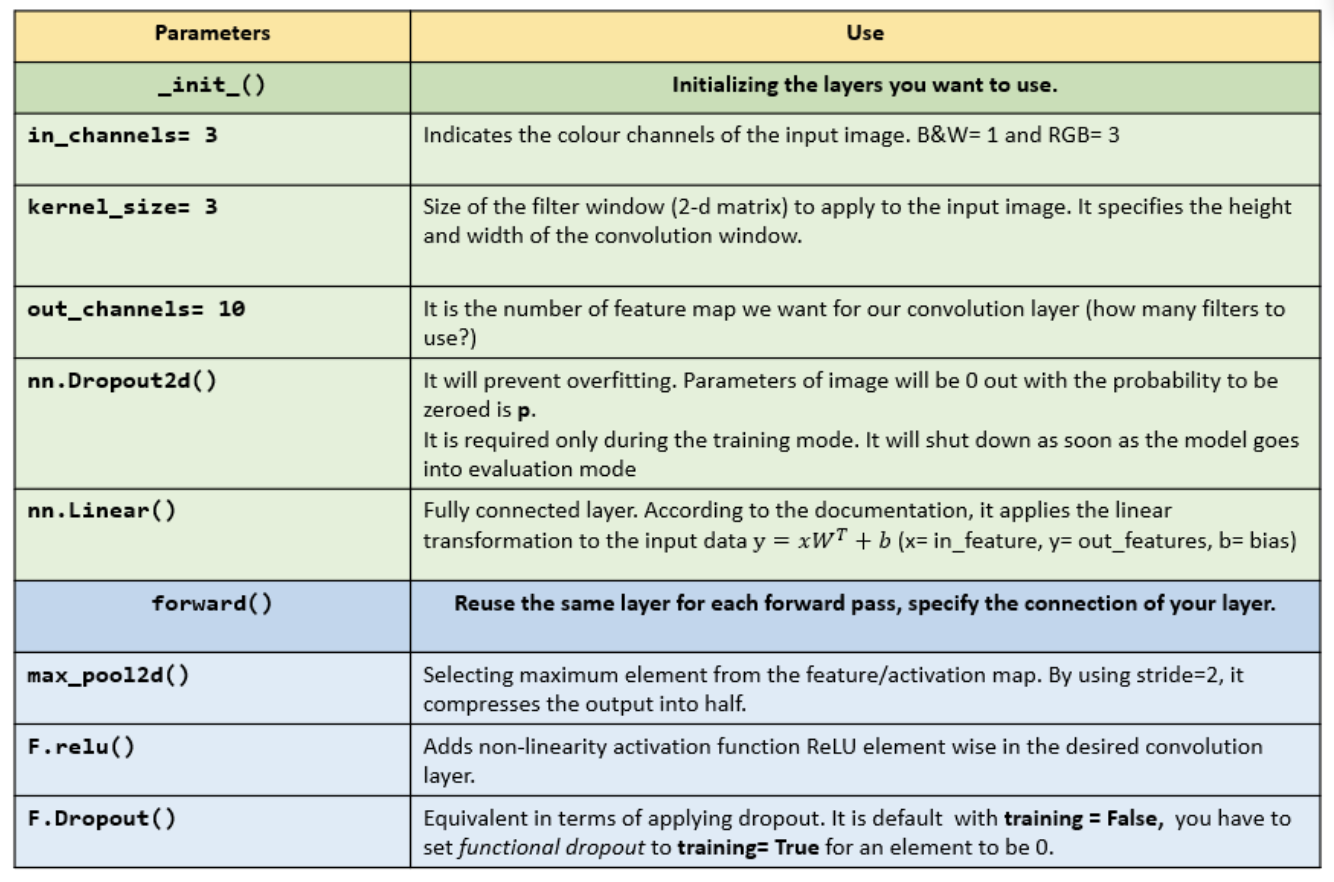 Parameters
Use
_init_()
Initializing the layers you want to use.
in_channels= 3
Indicates the colour channels of the input image. B&W= 1 and RGB= 3
kernel_size= 3
Size of the filter window (2-d matrix) to apply to the input image. It specifies the height
and width of the convolution window.
out_channels= 10
It is the number of feature map we want for our convolution layer (how many filters to
use?)
nn.Dropout2d()
It will prevent overfitting. Parameters of image will be 0 out with the probability to be
zeroed is p.
It is required only during the training mode. It will shut down as soon as the model goes
into evaluation mode
nn.Linear()
Fully connected layer. According to the documentation, it applies the linear
transformation to the input data y = xWᵀ + b (x= in_feature, y= out_features, b= bias)
forward()
Reuse the same layer for each forward pass, specify the connection of your layer.
max_pool2d()
Selecting maximum element from the feature/activation map. By using stride=2, it
compresses the output into half.
F.relu()
Adds non-linearity activation function ReLU element wise in the desired convolution
layer.
F.Dropout()
Equivalent in terms of applying dropout. It is default with training = False, you have to
set functional dropout to training= True for an element to be 0.